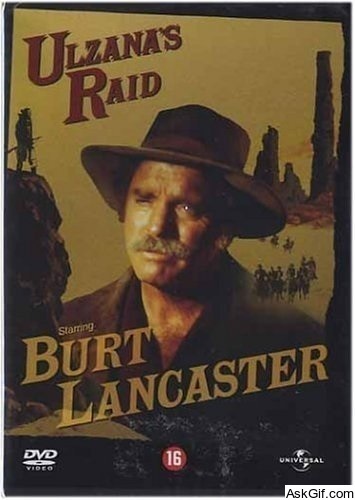 ULZANA'S
RAID
Starring
BURT
LANCASTER
DVD
VIDEO
16
UNIVERSAL
AskGif.com